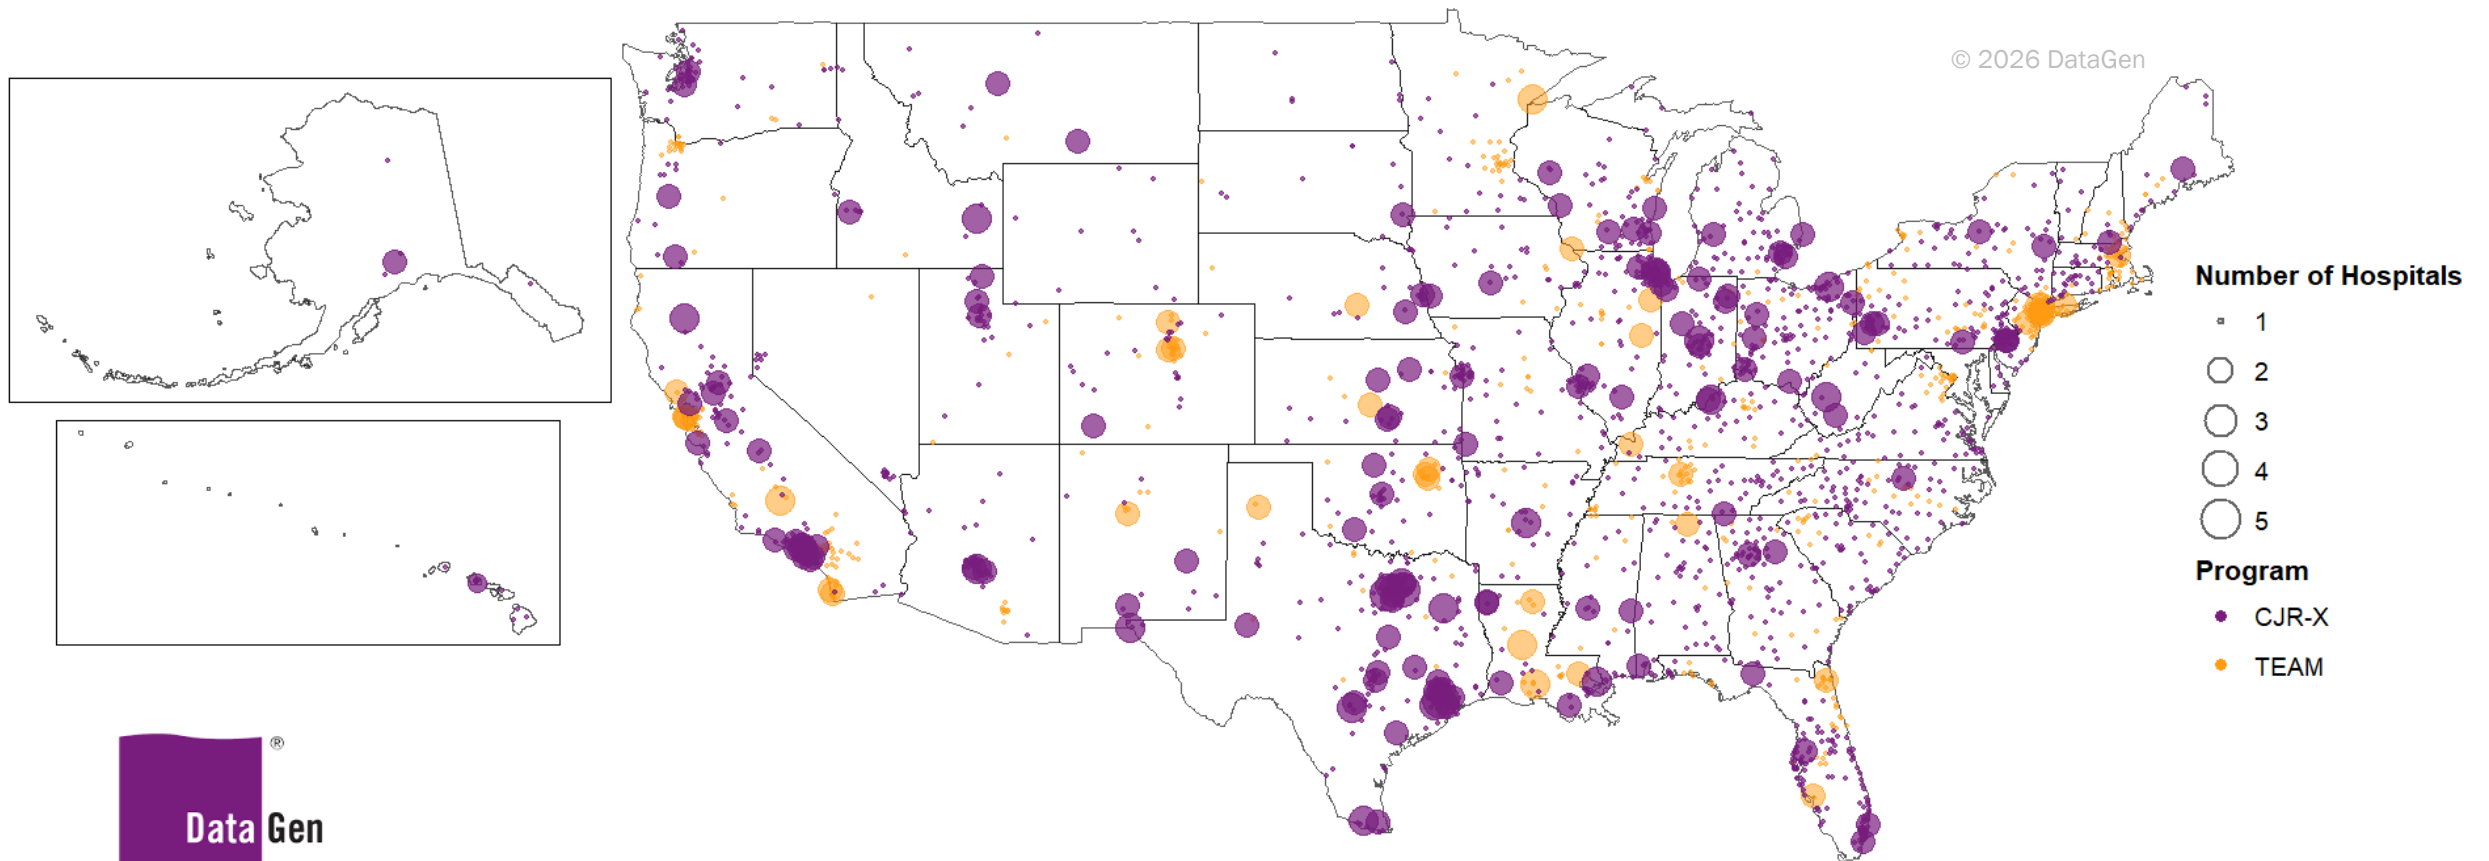 © 2026 DataGen
Number of Hospitals
1
2
3
4
5
Program
CJR-X
TEAM
®
Data Gen